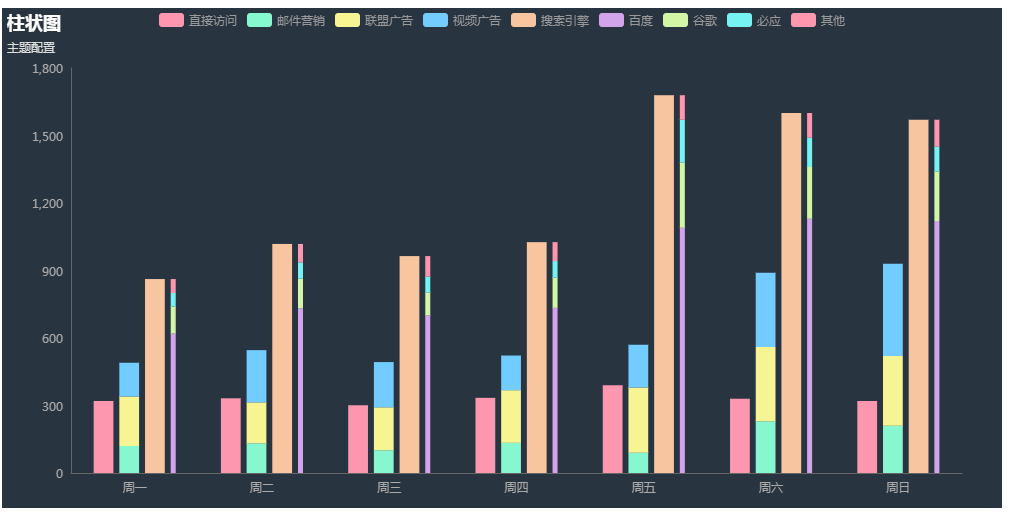 柱状图
直接访问 邮件营销 联盟广告 视频广告 搜索引擎 百度 谷歌 必应 其他
主题配置
1,800
1,500
1,200
900
600
300
0
周一 周二 周三 周四 周五 周六 周日